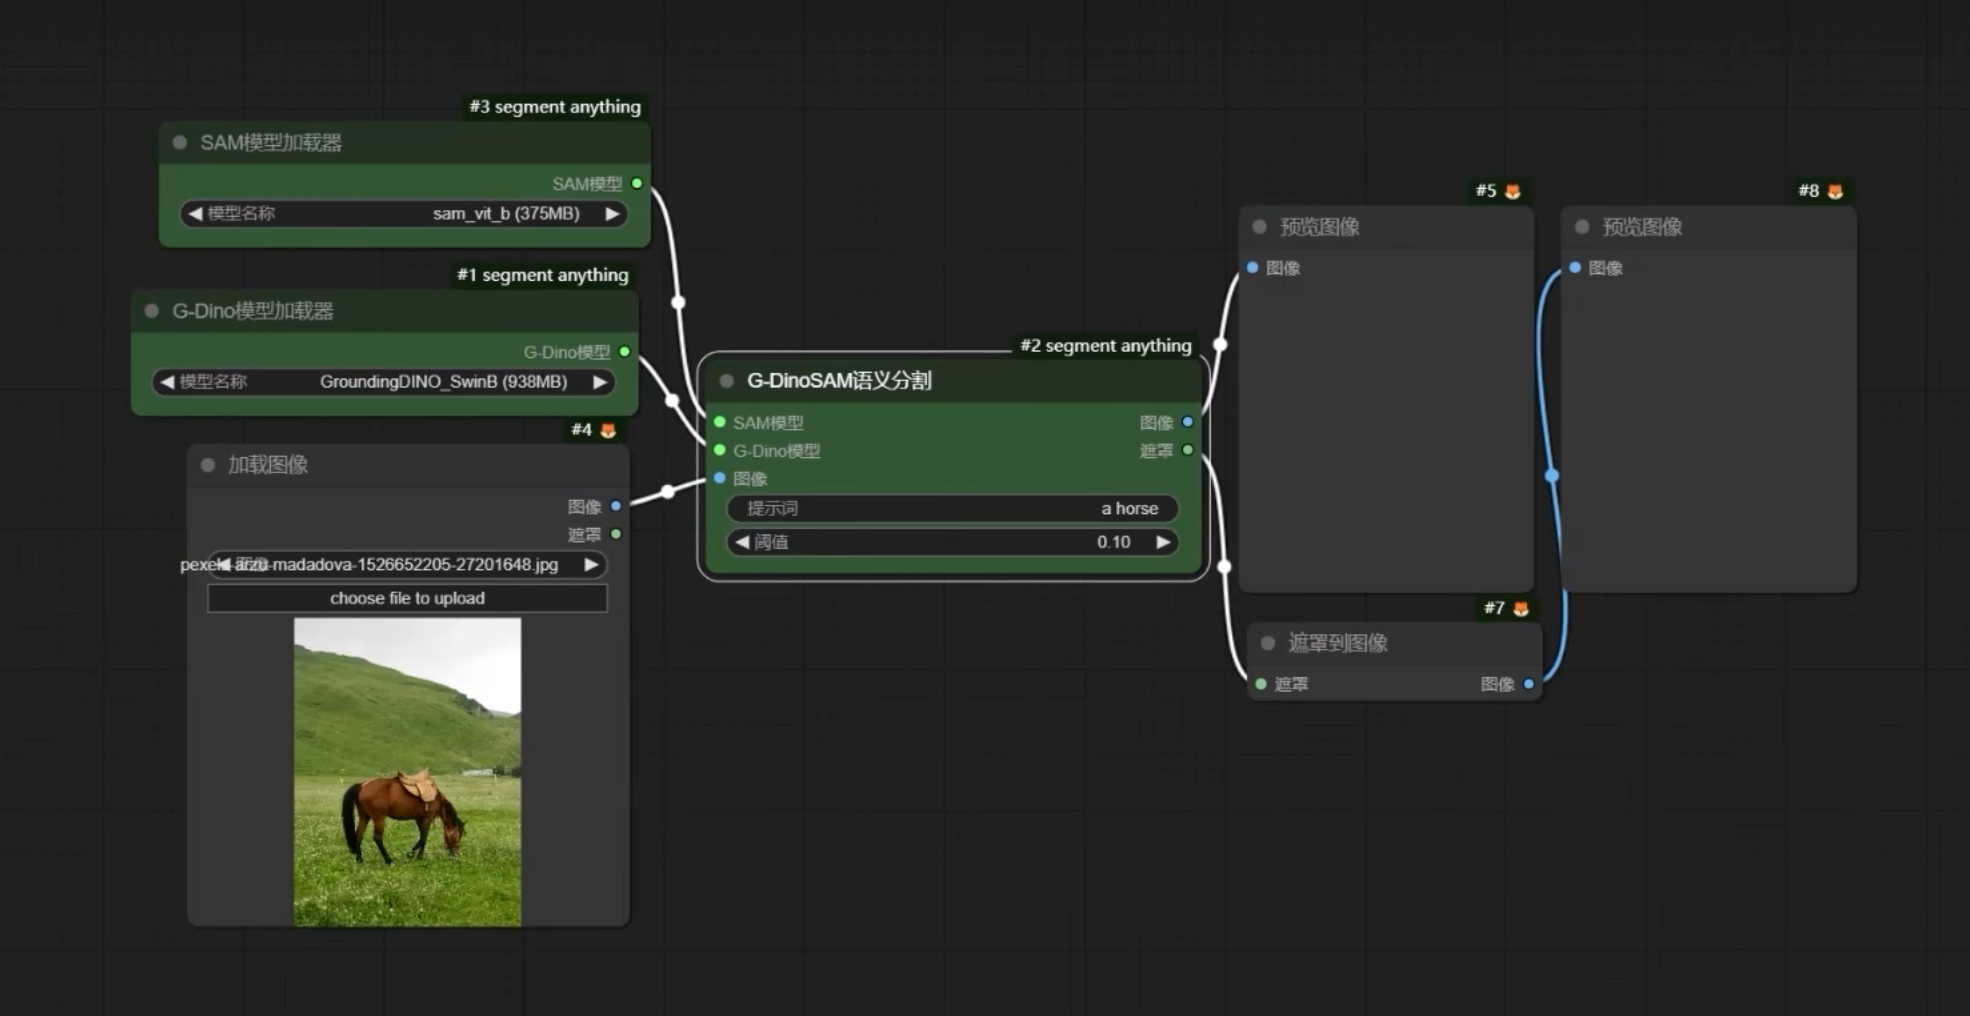 #3 segment anything
SAM模型加载器
SAM模型
模型名称 sam_vit_b (375MB)
#1 segment anything
G-Dino模型加载器
G-Dino模型
模型名称 GroundingDINO_SwinB (938MB)
#4
加载图像
图像
遮罩
pexels-arzu-madadova-1526652205-27201648.jpg
choose file to upload
#2 segment anything
G-DinoSAM语义分割
SAM模型 图像
G-Dino模型 遮罩
图像
提示词 a horse
阈值 0.10
#5
预览图像
图像
#8
预览图像
图像
#7
遮罩到图像
遮罩 图像